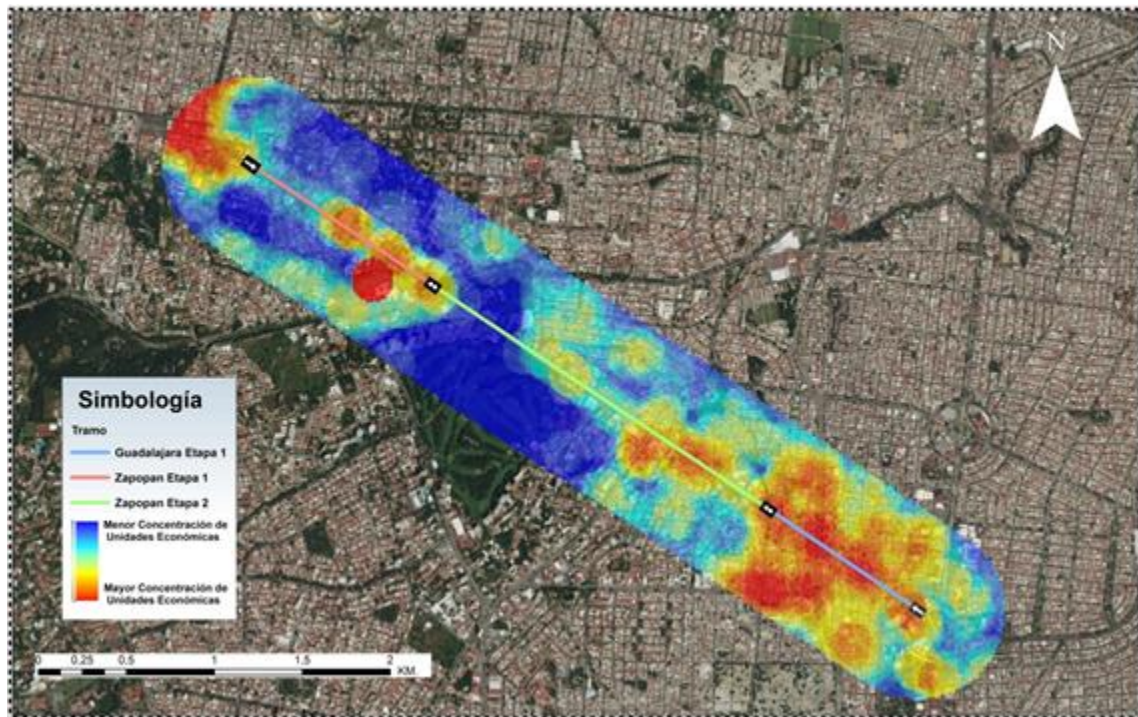 N
Simbología
Tramo
Guadalajara Etapa 1
Zapopan Etapa 1
Zapopan Etapa 2
Menor Concentración de
Unidades Económicas
Mayor Concentración de
Unidades Económicas
0 0,25 0,5 1 1,5 2
KM